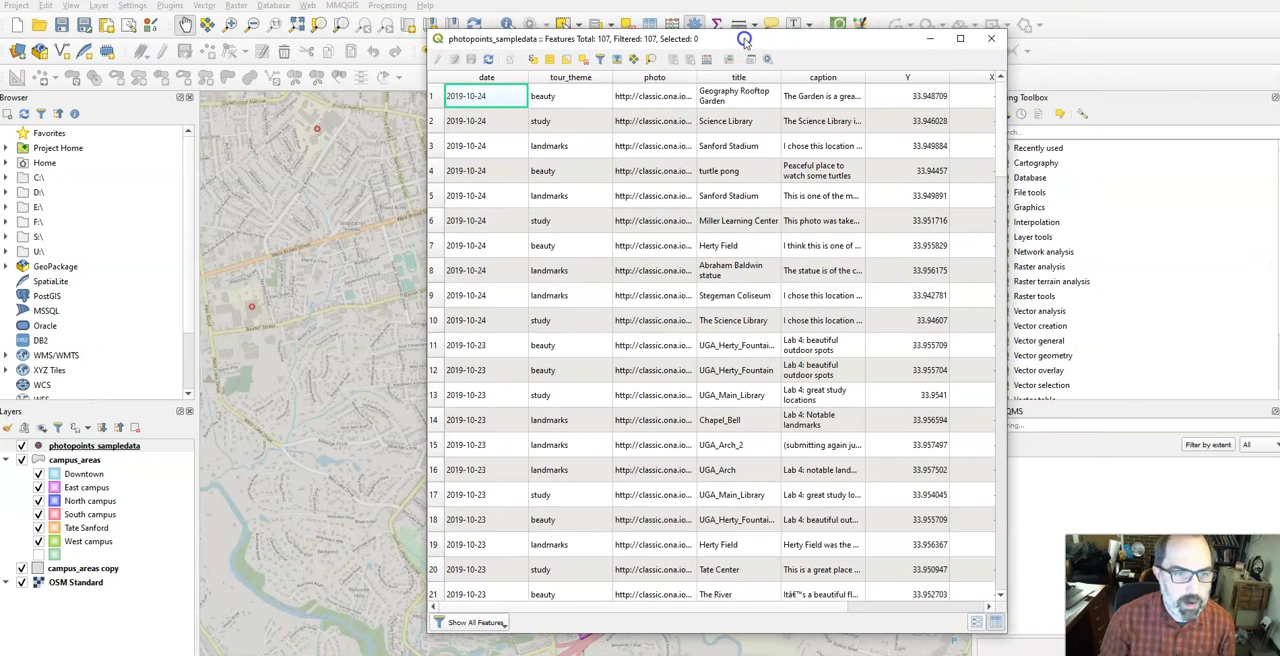 Project Edit View Layer Settings Plugins Vector Raster Database Web MMQGIS Processing Help
photopoints_sampledata :: Features Total: 107, Filtered: 107, Selected: 0
date tour_theme photo title caption Y X
1 2019-10-24 beauty http://classic.ona.io... Geography Rooftop Garden The Garden is a grea... 33.948709
2 2019-10-24 study http://classic.ona.io... Science Library The Science Library i... 33.946028
3 2019-10-24 landmarks http://classic.ona.io... Sanford Stadium I chose this location 33.949884
4 2019-10-24 beauty http://classic.ona.io... turtle pong Peaceful place to watch some turtles 33.94457
5 2019-10-24 landmarks http://classic.ona.io... Sanford Stadium This is one of the m... 33.949891
6 2019-10-24 study http://classic.ona.io... Miller Learning Center This photo was take... 33.951716
7 2019-10-24 beauty http://classic.ona.io... Herty Field I think this is one of ... 33.955829
8 2019-10-24 landmarks http://classic.ona.io... Abraham Baldwin statue The statue is of the c... 33.956175
9 2019-10-24 landmarks http://classic.ona.io... Stegeman Coliseum I chose this location ... 33.942781
10 2019-10-24 study http://classic.ona.io... The Science Library I chose this location ... 33.94607
11 2019-10-23 beauty http://classic.ona.io... UGA_Herty_Fountai... Lab 4: beautiful outdoor spots 33.955709
12 2019-10-23 beauty http://classic.ona.io... UGA_Herty_Fountain Lab 4: beautiful outdoor spots 33.955704
13 2019-10-23 study http://classic.ona.io... UGA_Main_Library Lab 4: great study locations 33.9541
14 2019-10-23 landmarks http://classic.ona.io... Chapel_Bell Lab 4: Notable landmarks 33.956594
15 2019-10-23 landmarks http://classic.ona.io... UGA_Arch_2 (submitting again ju... 33.957497
16 2019-10-23 landmarks http://classic.ona.io... UGA_Arch Lab 4: notable land... 33.957502
17 2019-10-23 study http://classic.ona.io... UGA_Main_Library Lab 4: great study lo... 33.954045
18 2019-10-23 beauty http://classic.ona.io... UGA_Herty_Fountai... Lab 4: beautiful out... 33.955709
19 2019-10-23 landmarks http://classic.ona.io... Herty Field Herty Field was the ... 33.956367
20 2019-10-23 study http://classic.ona.io... Tate Center This is a great place ... 33.950947
21 2019-10-23 beauty http://classic.ona.io... The River Itâ€™s a beautiful fl... 33.952703
Show All Features
Browser
Favorites
Project Home
Home
C:\
D:\
E:\
F:\
S:\
U:\
GeoPackage
SpatiaLite
PostGIS
MSSQL
Oracle
DB2
WMS/WMTS
XYZ Tiles
WCS
WFS
Layers
photopoints_sampledata
campus_areas
Downtown
East campus
North campus
South campus
Tate Sanford
West campus
campus_areas copy
OSM Standard
ing Toolbox
Recently used
Cartography
Database
File tools
Graphics
Interpolation
Layer tools
Network analysis
Raster analysis
Raster terrain analysis
Raster tools
Vector analysis
Vector creation
Vector general
Vector geometry
Vector overlay
Vector selection
Vector table
QMS
Filter by extent All